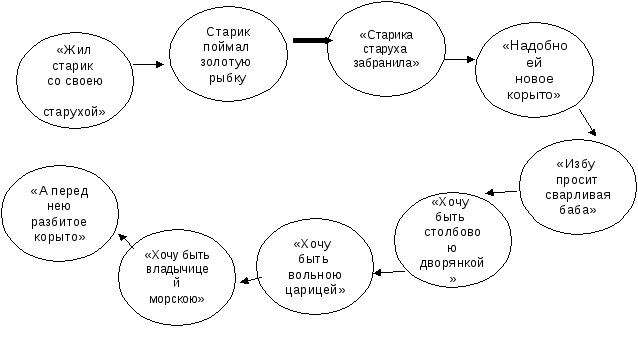 «Жил
старик
со своею
старухой»
Старик
поймал
золотую
рыбку
«Старика
старуха
забранила»
«Надобно
ей
новое
корыто»
«Избу
просит
сварливая
баба»
«Хочу
быть
столбово
ю
дворянкой
»
«Хочу
быть
вольною
царицей»
«Хочу быть
владычице
й
морскою»
«А перед
нею
разбитое
корыто»